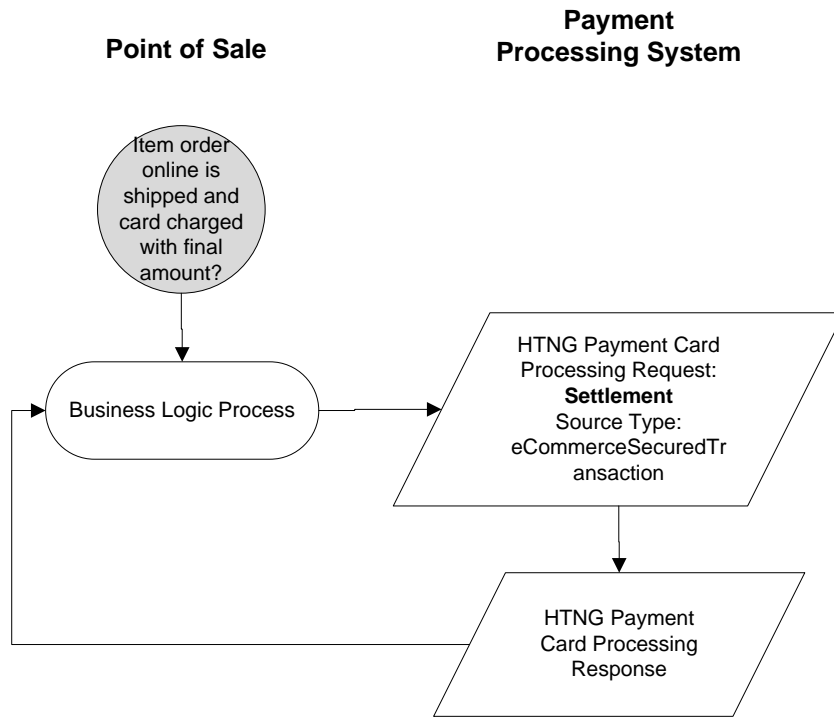 Point of Sale
Payment
Processing System
Item order
online is
shipped and
card charged
with final
amount?
Business Logic Process
HTNG Payment Card
Processing Request:
Settlement
Source Type:
eCommerceSecuredTr
ansaction
HTNG Payment
Card Processing
Response